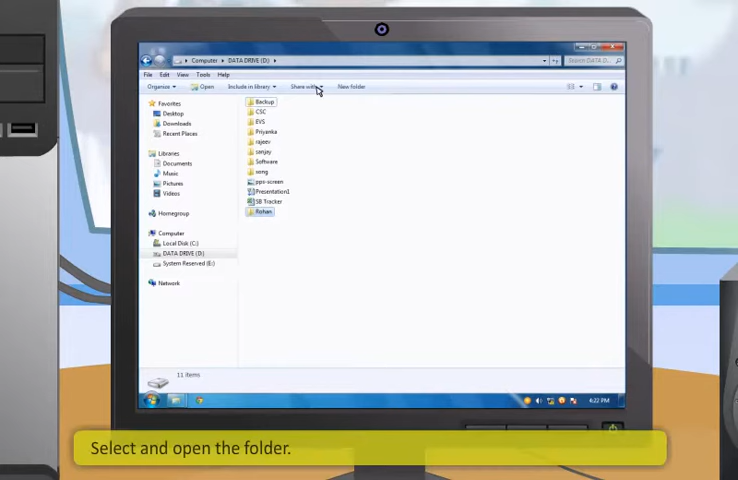 Computer ▸ DATA DRIVE (D:) ▸
Search DATA D...
File Edit View Tools Help
Organize Open Include in library Share with New folder
Favorites
Desktop
Downloads
Recent Places
Libraries
Documents
Music
Pictures
Videos
Homegroup
Computer
Local Disk (C:)
DATA DRIVE (D:)
System Reserved (E:)
Network
Backup
CSC
EVS
Priyanka
rajeev
sanjay
Software
song
pps-screen
Presentation1
SB Tracker
Rohan
11 items
6:22 PM
Select and open the folder.